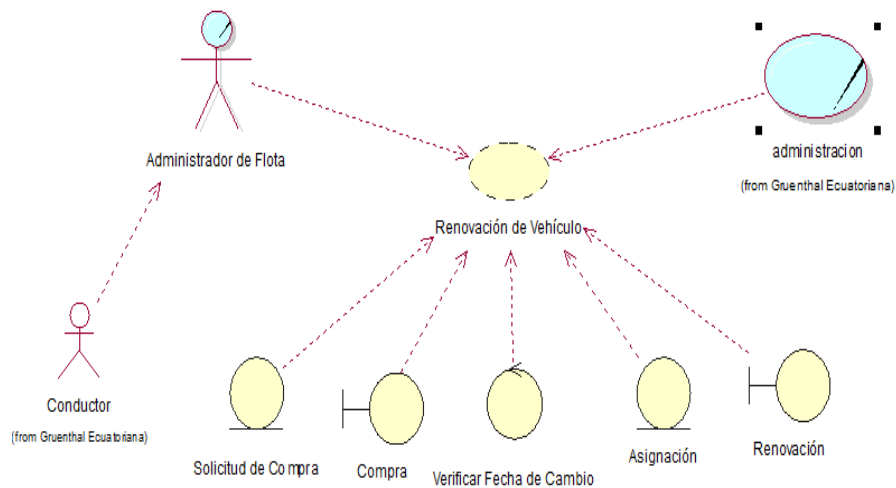 Administrador de Flota
administracion
(from Gruenthal Ecuatoriana)
Renovación de Vehículo
Conductor
(from Gruenthal Ecuatoriana)
Solicitud de Compra
Compra
Verificar Fecha de Cambio
Asignación
Renovación